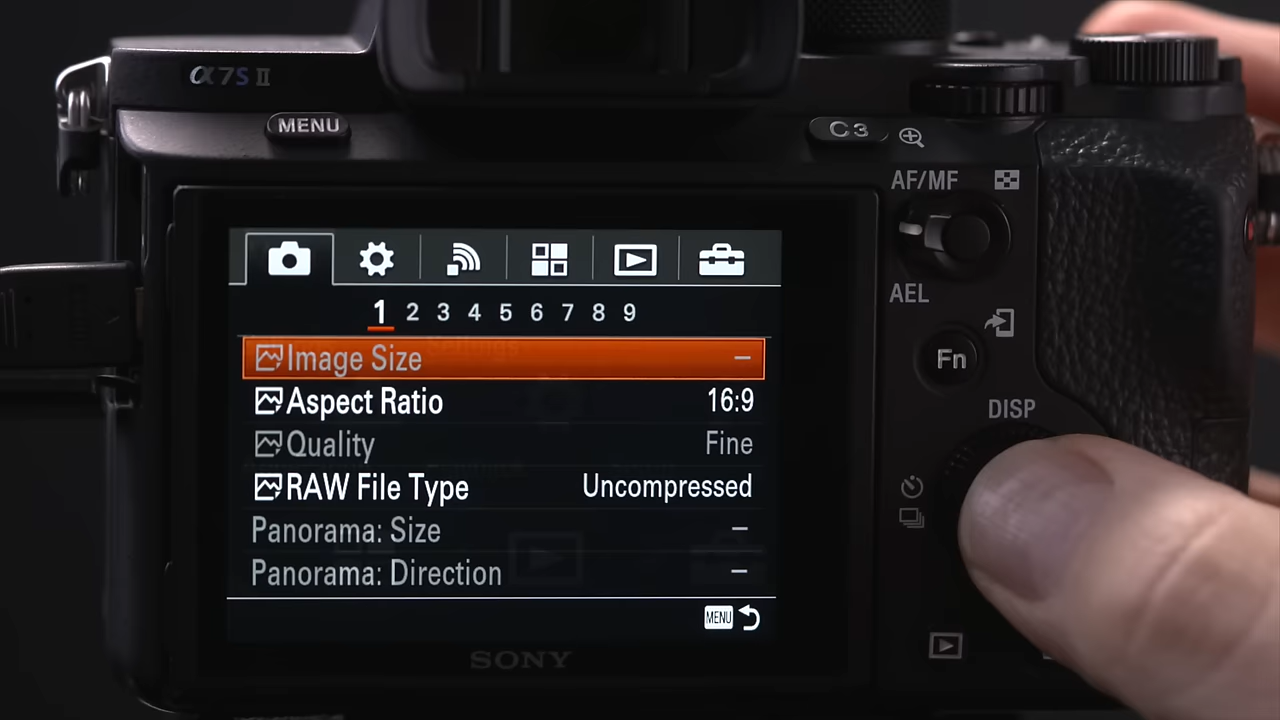 α7S II
MENU
C3
AF/MF
AEL
Fn
DISP
1 2 3 4 5 6 7 8 9
Image Size –
Aspect Ratio 16:9
Quality Fine
RAW File Type Uncompressed
Panorama: Size –
Panorama: Direction –
MENU
SONY